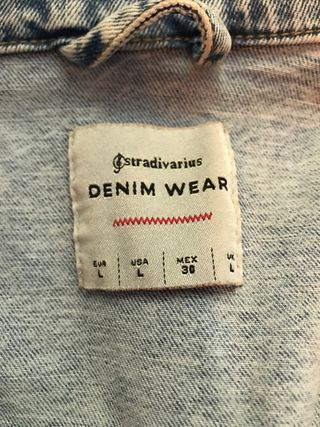 Stradivarius
DENIM WEAR
EUR USA MEX UK
L L 30 L